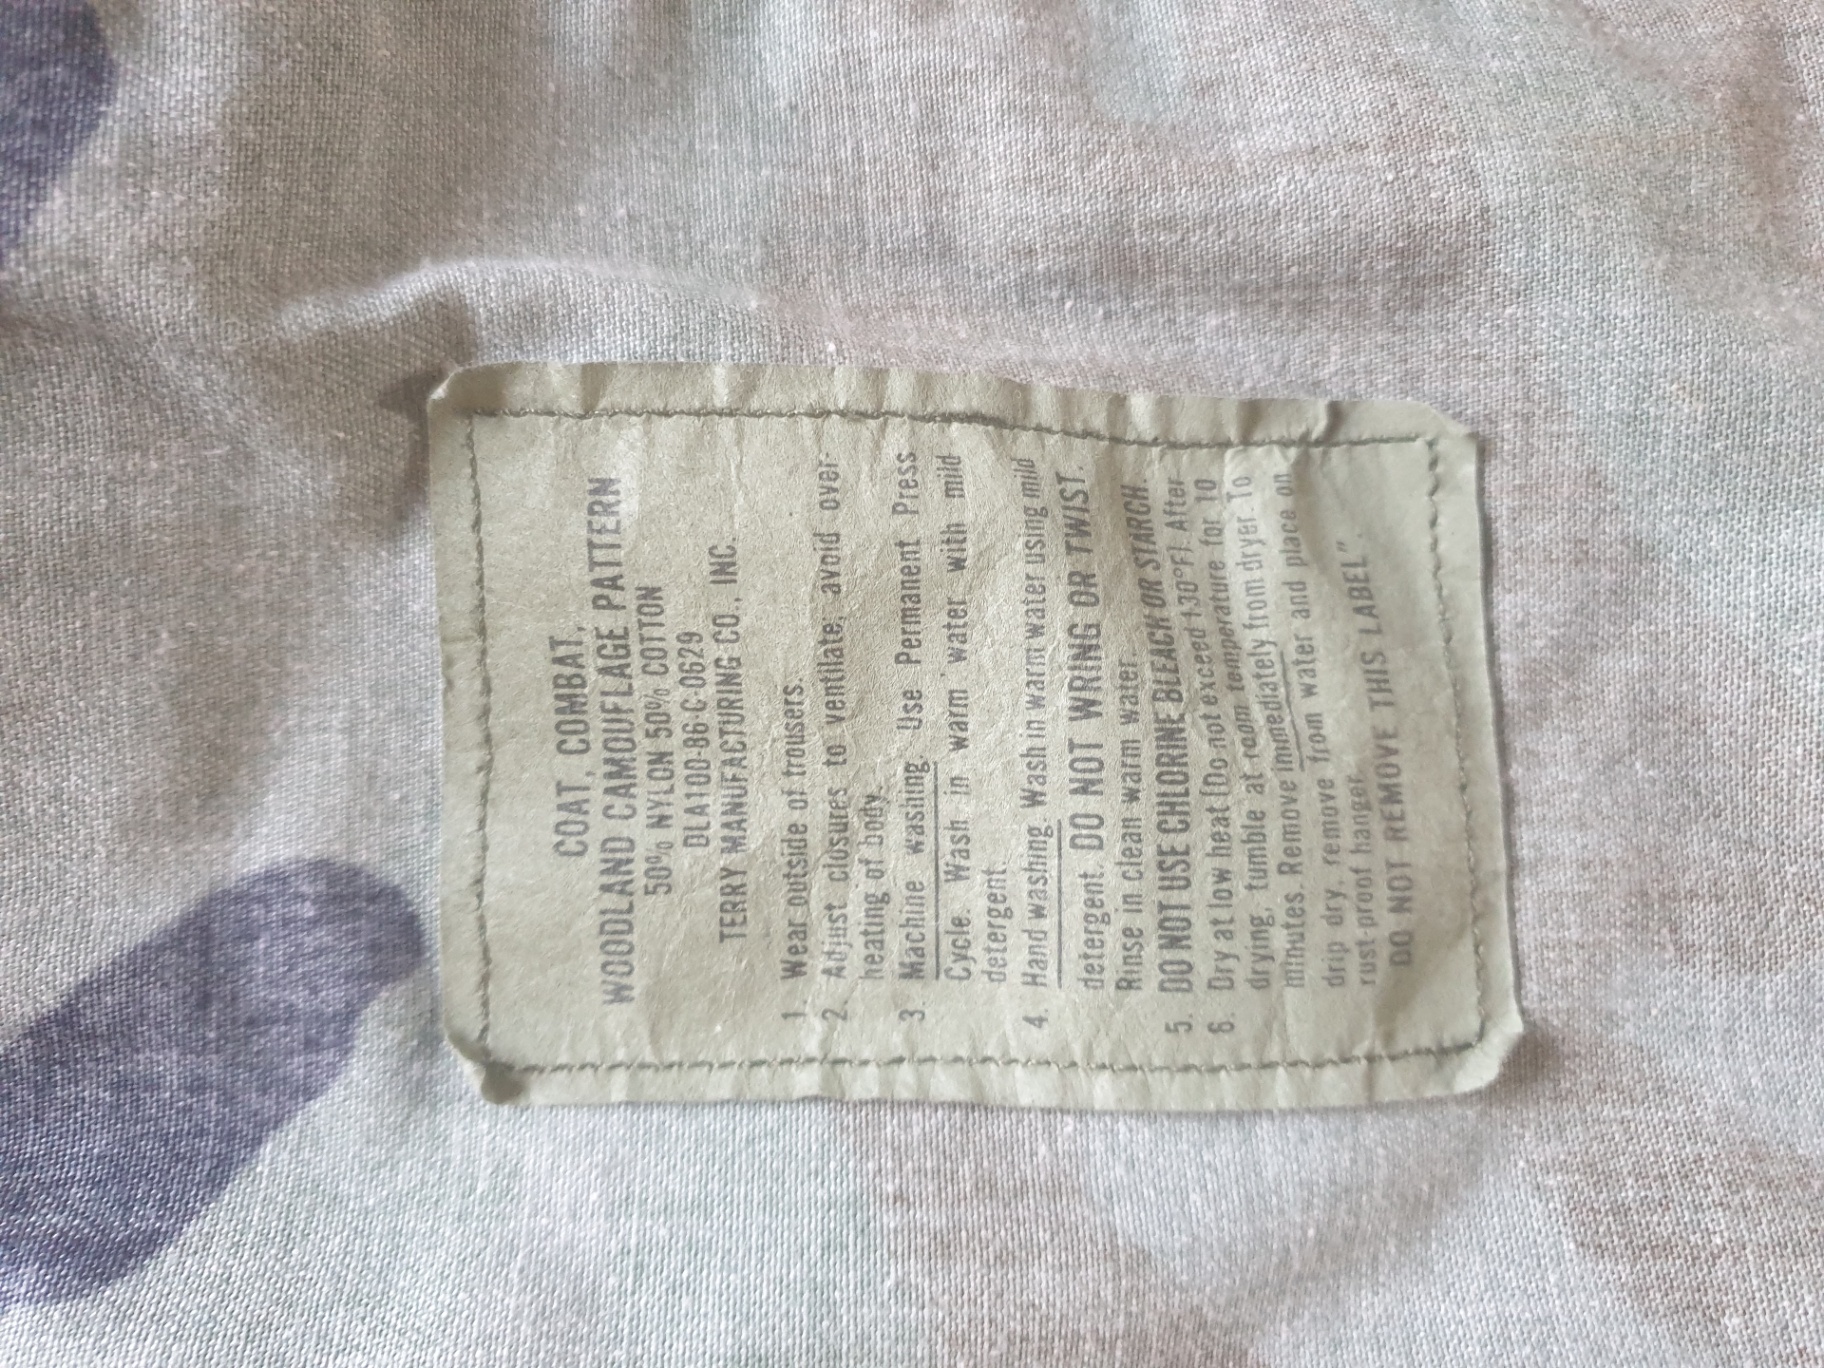 COAT, COMBAT,
WOODLAND CAMOUFLAGE PATTERN
50% NYLON 50% COTTON
DLA100-86-C-0629
TERRY MANUFACTURING CO., INC.
1. Wear outside of trousers.
2. Adjust closures to ventilate, avoid over-
heating of body.
3. Machine washing. Use Permanent Press
Cycle. Wash in warm water with mild
detergent.
4. Hand washing. Wash in warm water using mild
detergent. DO NOT WRING OR TWIST.
Rinse in clean warm water.
5. DO NOT USE CHLORINE BLEACH OR STARCH.
6. Dry at low heat [Do not exceed 130°F]. After
drying, tumble at room temperature for 10
minutes. Remove immediately from dryer. To
drip dry, remove from water and place on
rust-proof hanger.
DO NOT REMOVE THIS LABEL".